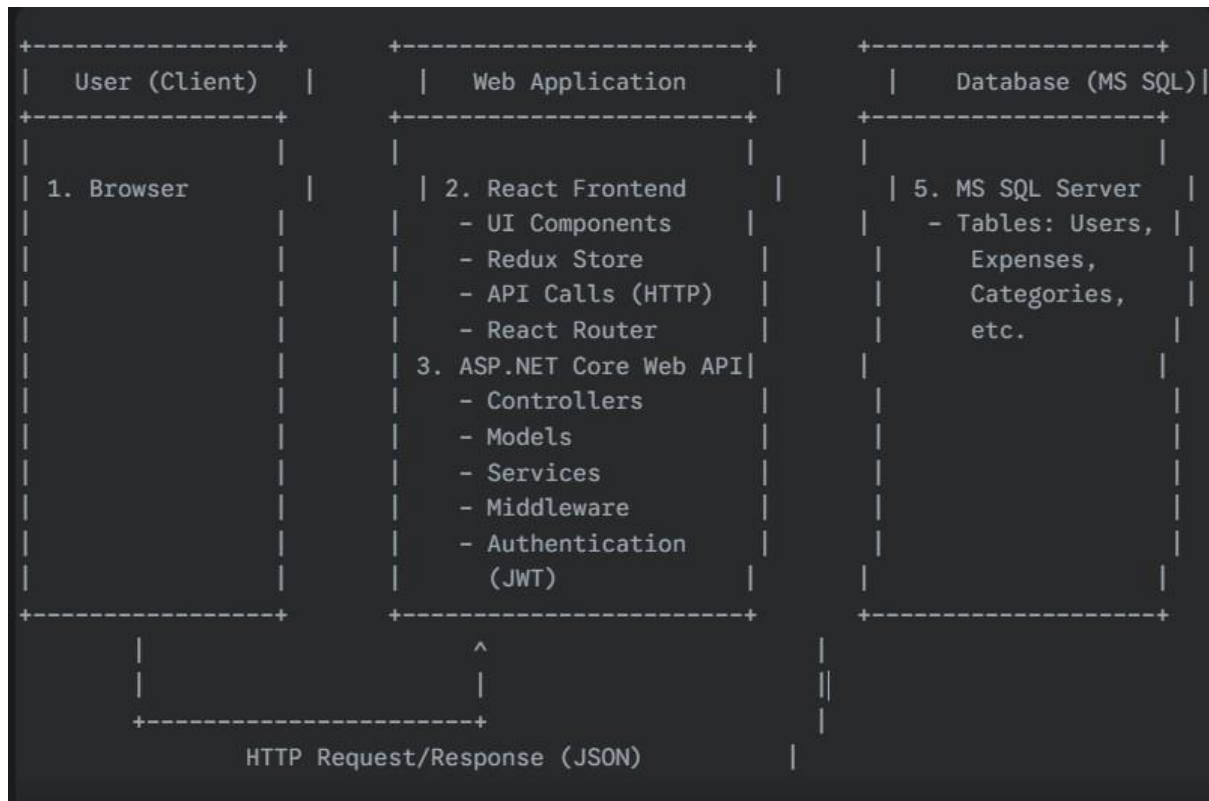 +-----------------+       +------------------------+       +--------------------+
|   User (Client)   |       |   Web Application      |       |    Database (MS SQL)|
+-----------------+       +------------------------+       +--------------------+
|                 |       |                        |       |                    |
| 1. Browser        |       | 2. React Frontend      |       | 5. MS SQL Server   |
|                 |       |    – UI Components     |       |    – Tables: Users, |
|                 |       |    – Redux Store        |       |      Expenses,      |
|                 |       |    – API Calls (HTTP)   |       |      Categories,    |
|                 |       |    – React Router       |       |      etc.          |
|                 |       | 3. ASP.NET Core Web API|       |                    |
|                 |       |    – Controllers        |       |                    |
|                 |       |    – Models             |       |                    |
|                 |       |    – Services           |       |                    |
|                 |       |    – Middleware         |       |                    |
|                 |       |    – Authentication     |       |                    |
|                 |       |      (JWT)             |       |                    |
+-----------------+       +------------------------+       +--------------------+
        |                       ^                       |
        |                       |                       |
        +-----------------------+                       |
                HTTP Request/Response (JSON)          |